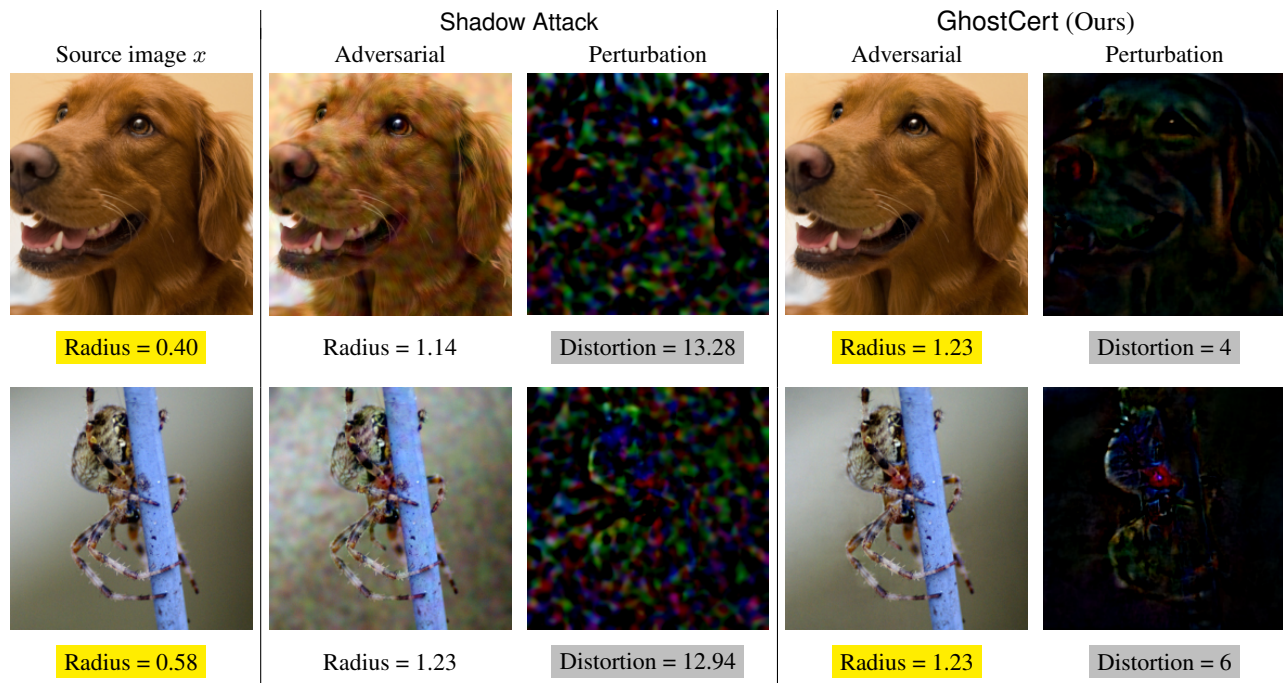 Shadow Attack
GhostCert (Ours)
Source image x
Adversarial
Perturbation
Adversarial
Perturbation
Radius = 0.40
Radius = 1.14
Distortion = 13.28
Radius = 1.23
Distortion = 4
Radius = 0.58
Radius = 1.23
Distortion = 12.94
Radius = 1.23
Distortion = 6